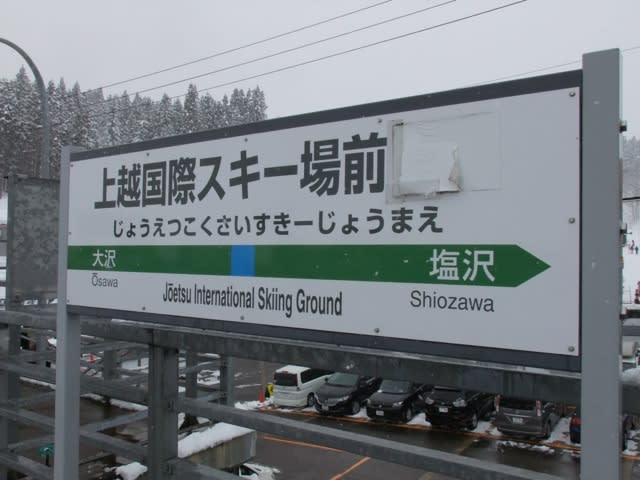 上越国際スキー場前
じょうえつこくさいすきーじょうまえ
大沢 塩沢
Ōsawa Jōetsu International Skiing Ground Shiozawa